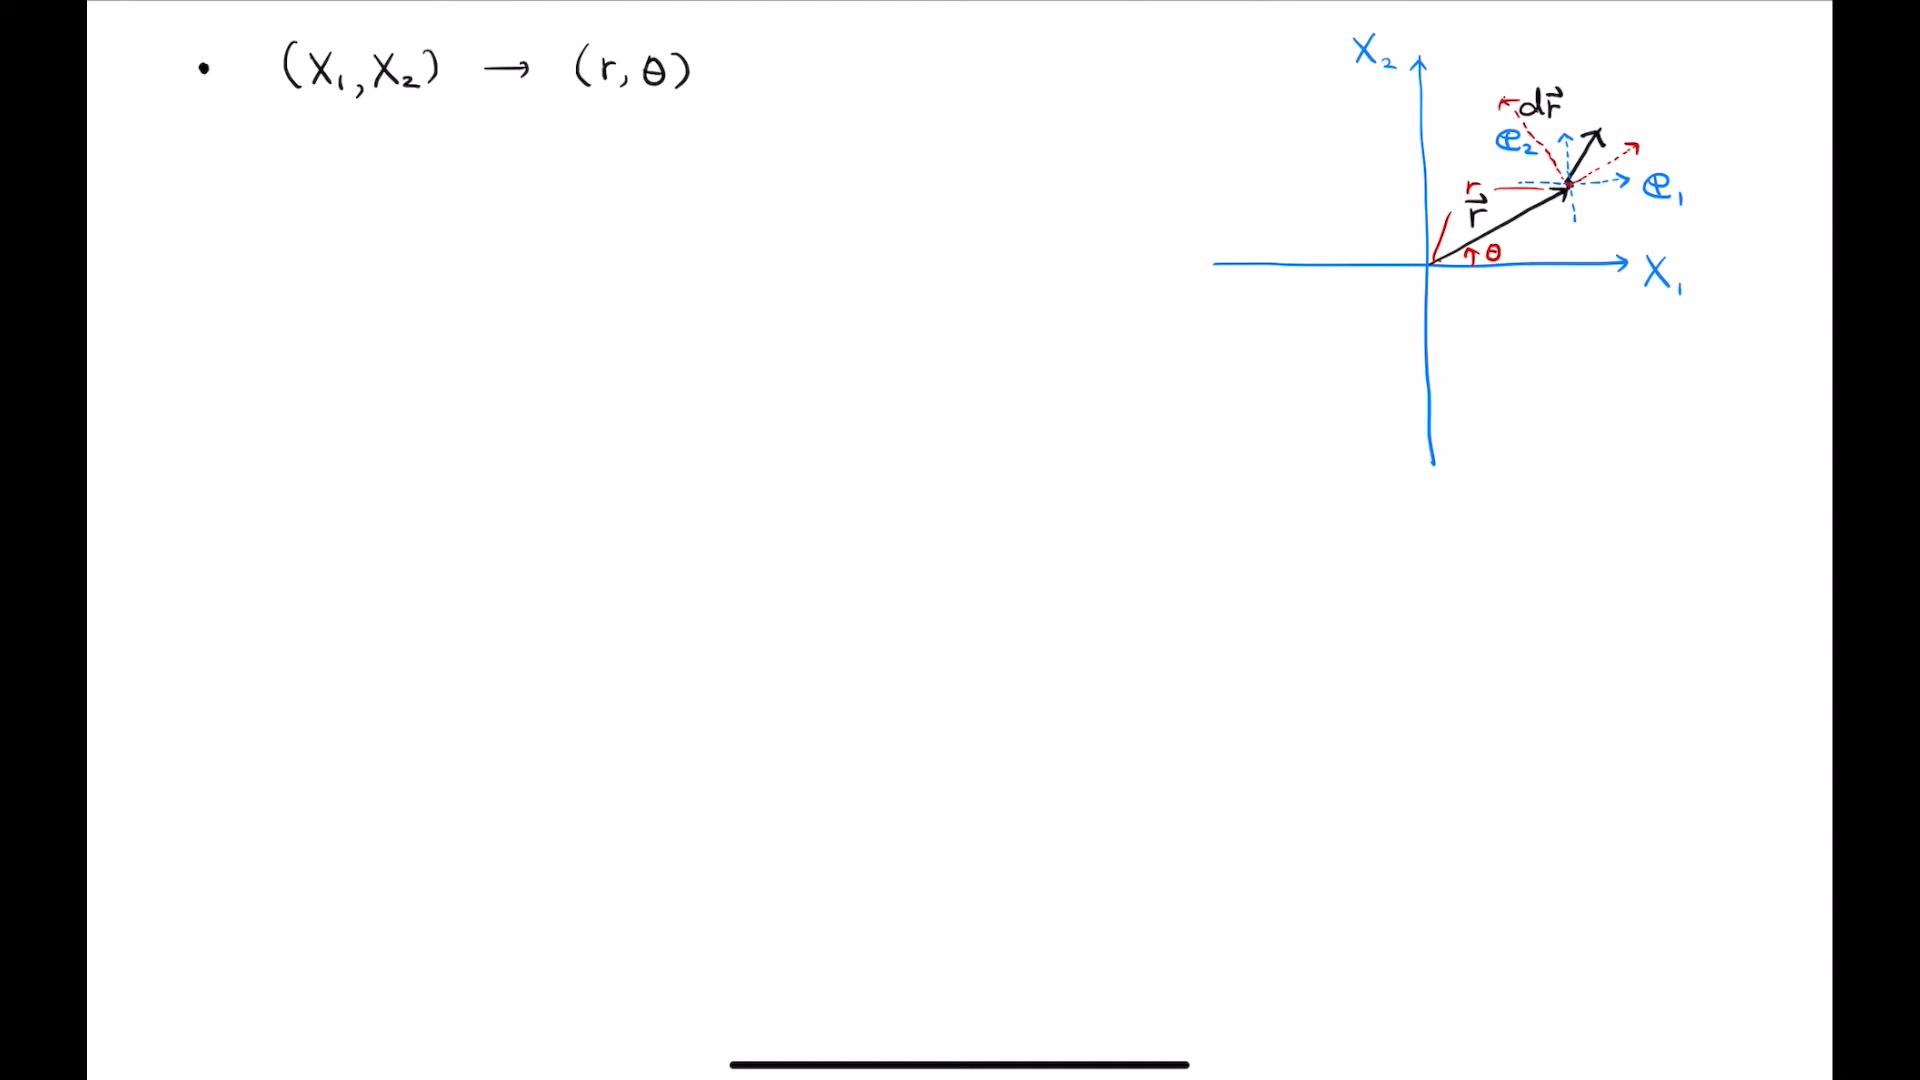 • (X₁, X₂) → (r, θ)
X₂
dr⃗
e₂
e₁
r
r⃗
θ
X₁